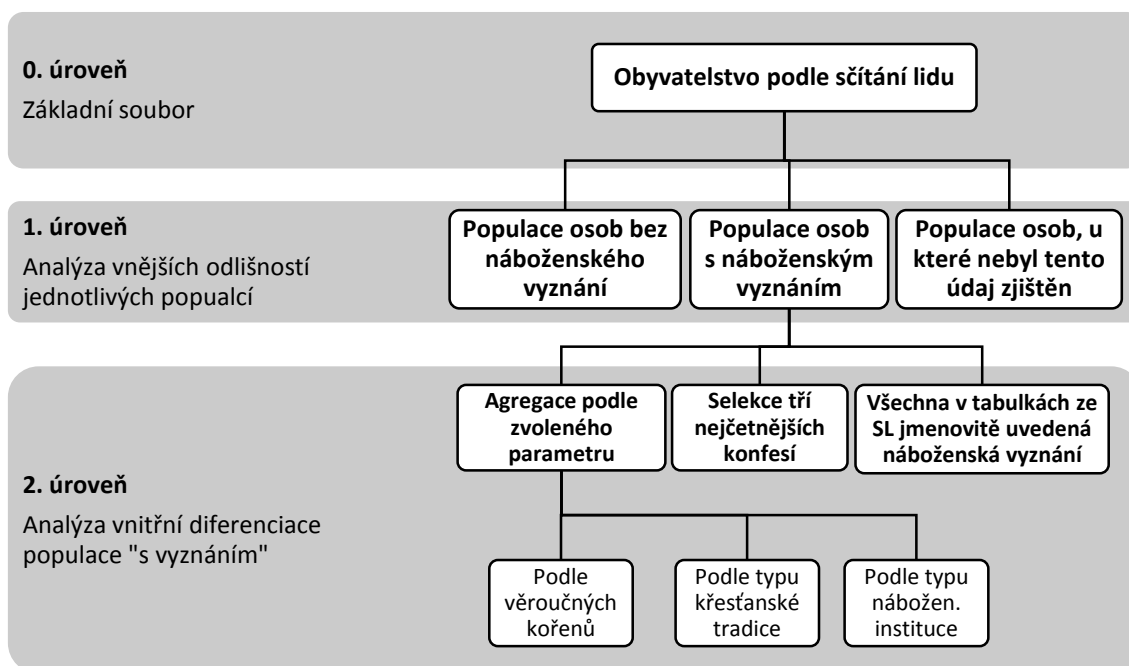 0. úroveň
Základní soubor
Obyvatelstvo podle sčítání lidu
1. úroveň
Analýza vnějších odlišností
jednotlivých popualcí
Populace osob bez
náboženského
vyznání
Populace osob
s náboženským
vyznáním
Populace osob, u
které nebyl tento
údaj zjištěn
2. úroveň
Analýza vnitřní diferenciace
populace "s vyznáním"
Agregace podle
zvoleného
parametru
Selekce tří
nejčetnějších
konfesí
Všechna v tabulkách ze
SL jmenovitě uvedená
náboženská vyznání
Podle
věroučných
kořenů
Podle typu
křesťanské
tradice
Podle typu
nábožen.
instituce